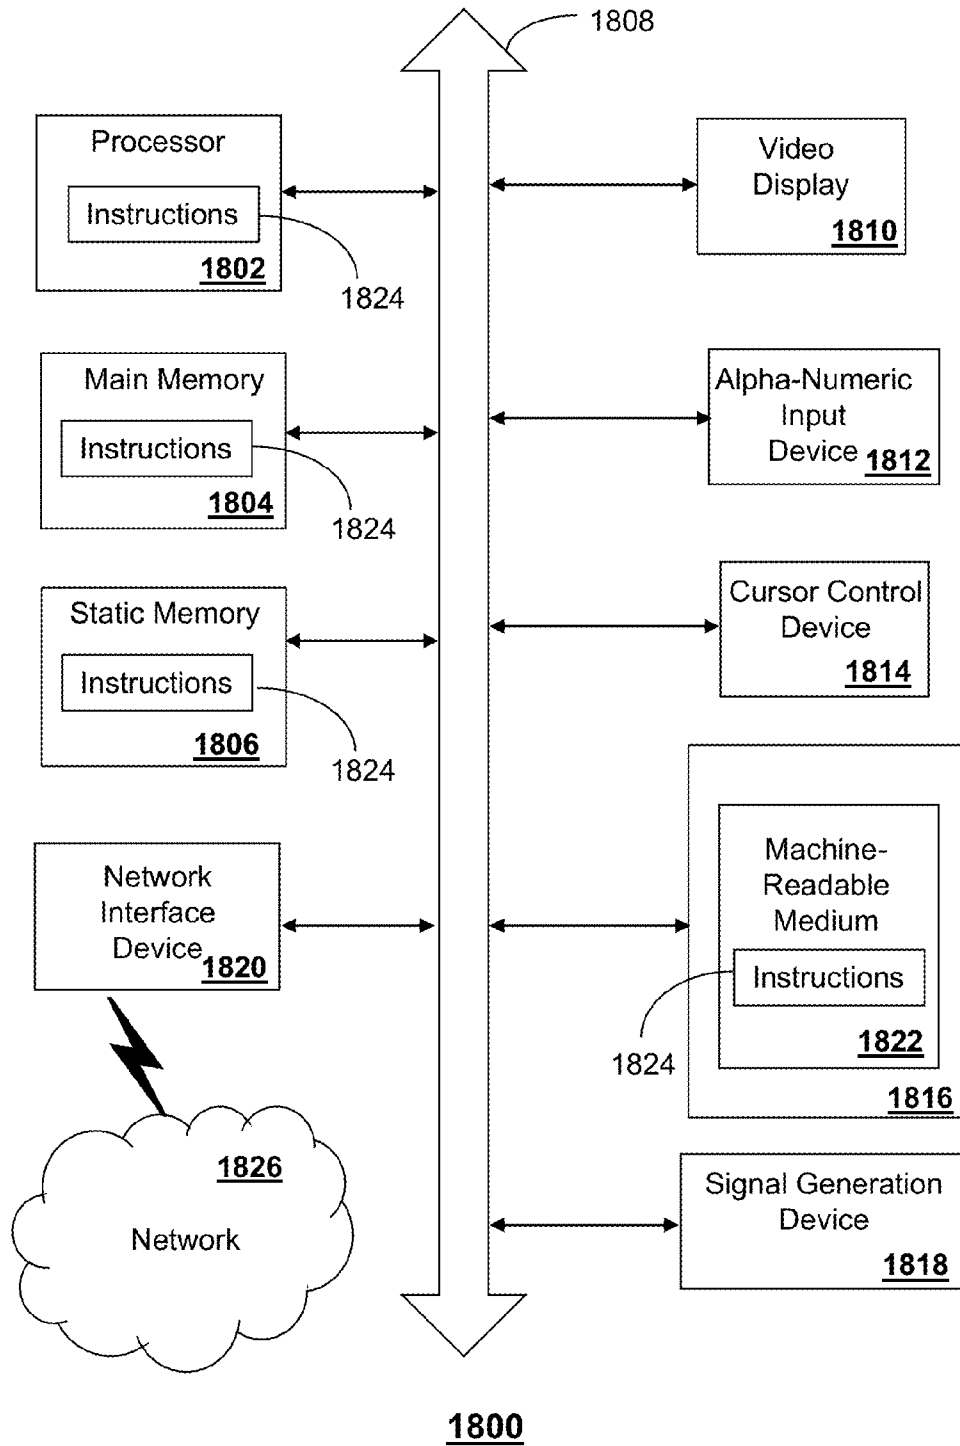 1808
Processor
Instructions
1802
1824
Main Memory
Instructions
1804
1824
Static Memory
Instructions
1806
1824
Network
Interface
Device
1820
1826
Network
Video
Display
1810
Alpha-Numeric
Input
Device
1812
Cursor Control
Device
1814
Machine-
Readable
Medium
Instructions
1824
1822
1816
Signal Generation
Device
1818
1800